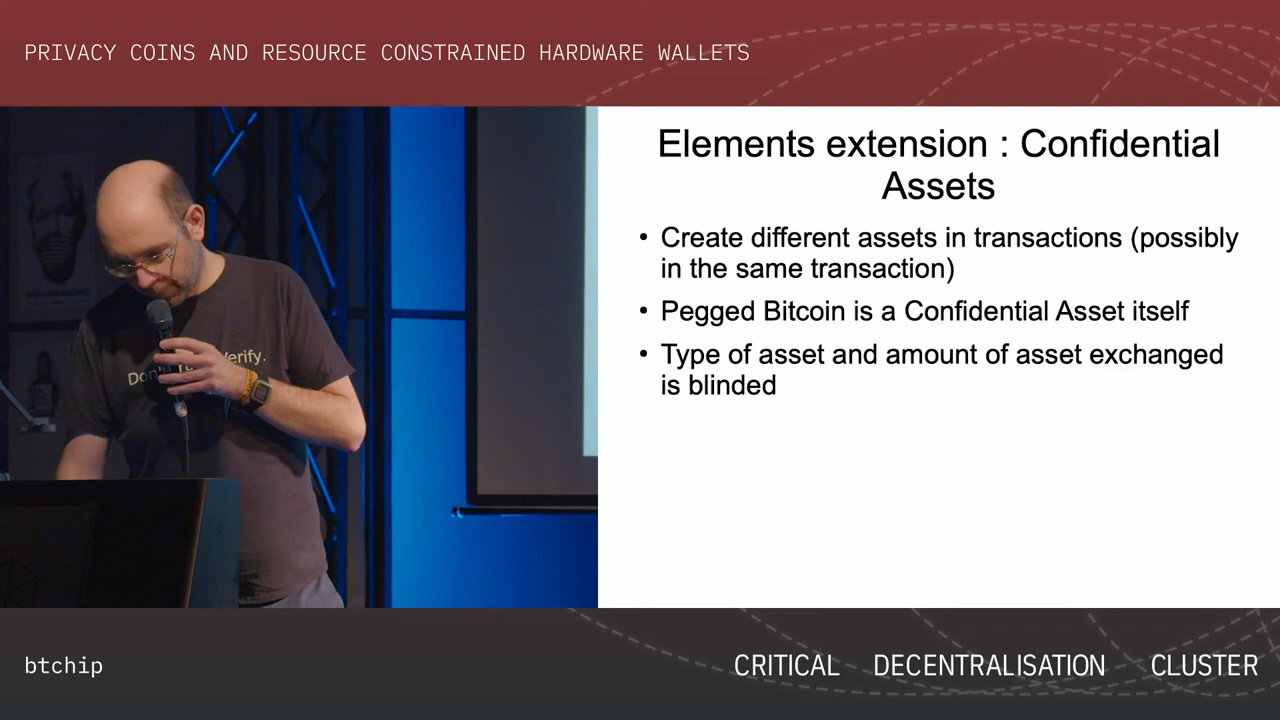 PRIVACY COINS AND RESOURCE CONSTRAINED HARDWARE WALLETS
Elements extension : Confidential
Assets
• Create different assets in transactions (possibly
in the same transaction)
• Pegged Bitcoin is a Confidential Asset itself
• Type of asset and amount of asset exchanged
is blinded
Verify.
btchip
CRITICAL DECENTRALISATION CLUSTER